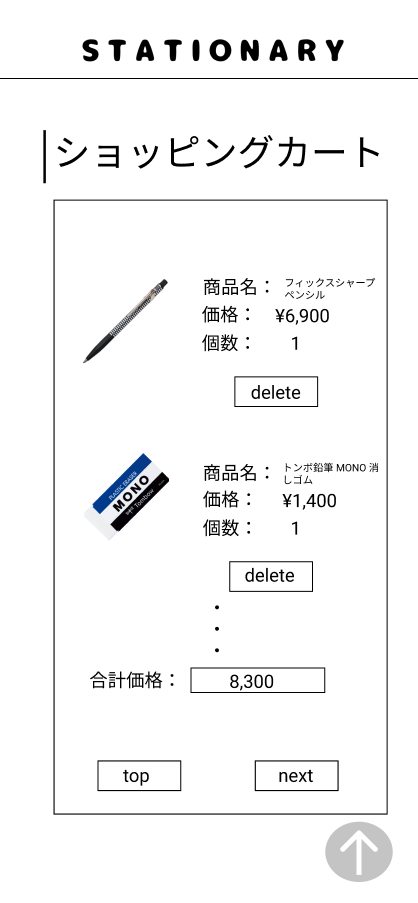 STATIONARY
ショッピングカート
商品名： フィックスシャープ
ペンシル
価格： ¥6,900
個数： 1
delete
PLASTIC ERASER
MONO
Tombow
商品名： トンボ鉛筆 MONO 消
しゴム
価格： ¥1,400
個数： 1
delete
・
・
・
合計価格： 8,300
top next